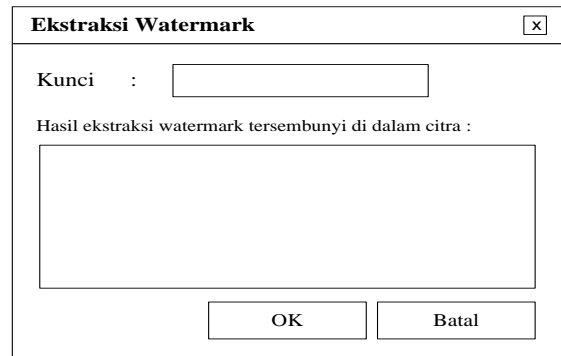 Ekstraksi Watermark x
Kunci :
Hasil ekstraksi watermark tersembunyi di dalam citra :
OK Batal